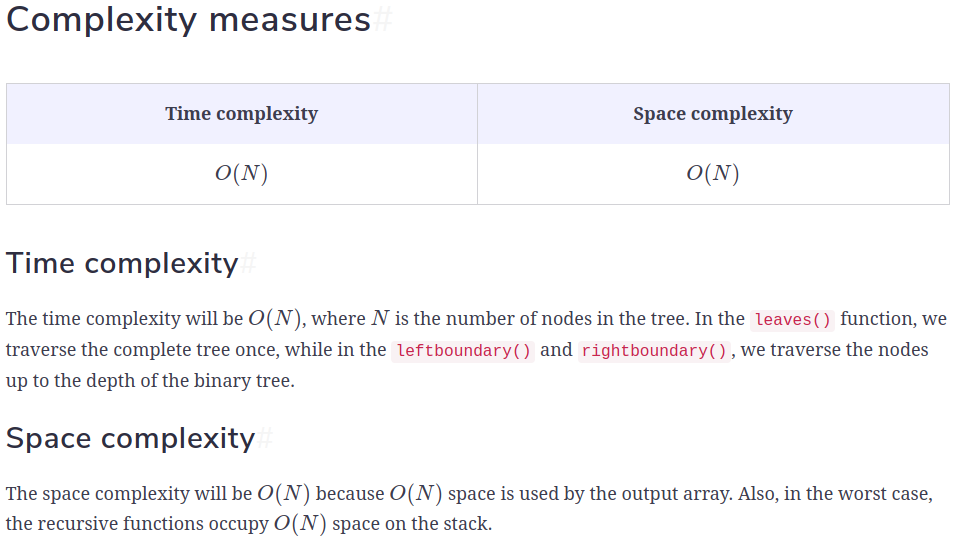 Complexity measures#
Time complexity Space complexity
O(N) O(N)
Time complexity#
The time complexity will be O(N), where N is the number of nodes in the tree. In the leaves() function, we
traverse the complete tree once, while in the leftboundary() and rightboundary(), we traverse the nodes
up to the depth of the binary tree.
Space complexity#
The space complexity will be O(N) because O(N) space is used by the output array. Also, in the worst case,
the recursive functions occupy O(N) space on the stack.